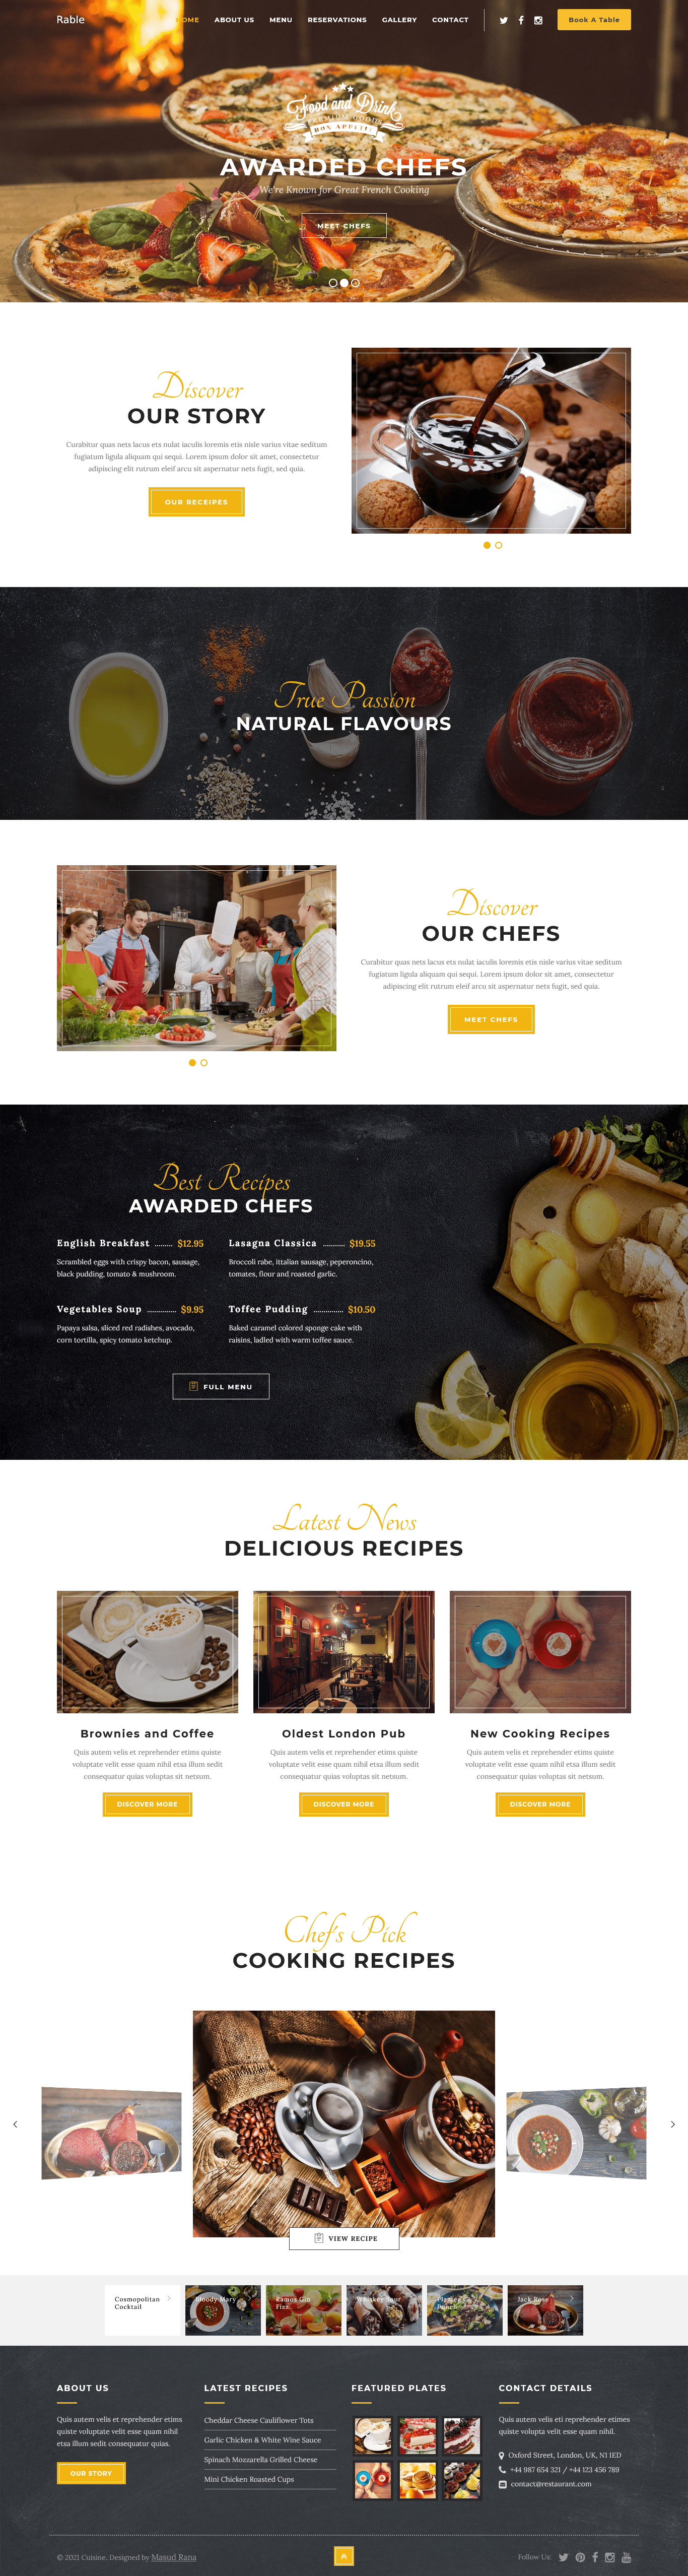 Rable
HOME ABOUT US MENU RESERVATIONS GALLERY CONTACT
Book A Table
Food and Drink
PREMIUM GOODS
BON APPETIT
AWARDED CHEFS
We're Known for Great French Cooking
MEET CHEFS
Discover
OUR STORY
Curabitur quas nets lacus ets nulat iaculis loremis etis nisle varius vitae seditum
fugiatum ligula aliquam qui sequi. Lorem ipsum dolor sit amet, consectetur
adipiscing elit rutrum eleif arcu sit aspernatur nets fugit, sed quia.
OUR RECEIPES
True Passion
NATURAL FLAVOURS
Discover
OUR CHEFS
Curabitur quas nets lacus ets nulat iaculis loremis etis nisle varius vitae seditum
fugiatum ligula aliquam qui sequi. Lorem ipsum dolor sit amet, consectetur
adipiscing elit rutrum eleif arcu sit aspernatur nets fugit, sed quia.
MEET CHEFS
Best Recipes
AWARDED CHEFS
English Breakfast ........ $12.95
Scrambled eggs with crispy bacon, sausage,
black pudding, tomato & mushroom.
Lasagna Classica .......... $19.55
Broccoli rabe, ittalian sausage, peperoncino,
tomates, flour and roasted garlic.
Vegetables Soup ............. $9.95
Papaya salsa, sliced red radishes, avocado,
corn tortilla, spicy tomato ketchup.
Toffee Pudding ............. $10.50
Baked caramel colored sponge cake with
raisins, ladled with warm toffee sauce.
FULL MENU
Latest News
DELICIOUS RECIPES
Brownies and Coffee
Quis autem velis et reprehender etims quiste
voluptate velit esse quam nihil etsa illum sedit
consequatur quias voluptas sit netsum.
DISCOVER MORE
Oldest London Pub
Quis autem velis et reprehender etims quiste
voluptate velit esse quam nihil etsa illum sedit
consequatur quias voluptas sit netsum.
DISCOVER MORE
New Cooking Recipes
Quis autem velis et reprehender etims quiste
voluptate velit esse quam nihil etsa illum sedit
consequatur quias voluptas sit netsum.
DISCOVER MORE
Chef's Pick
COOKING RECIPES
VIEW RECIPE
Cosmopolitan
Cocktail
Bloody Mary
Ramos Gin
Fizz
Whiskey Sour
Planter's
Punch
Jack Rose
ABOUT US
Quis autem velis et reprehender etims
quiste voluptate velit esse quam nihil
etsa illum sedit consequatur quias.
OUR STORY
LATEST RECIPES
Cheddar Cheese Cauliflower Tots
Garlic Chicken & White Wine Sauce
Spinach Mozzarella Grilled Cheese
Mini Chicken Roasted Cups
FEATURED PLATES
CONTACT DETAILS
Quis autem velis eti reprehender etimes
quiste volupta velit esse quam nihil.
Oxford Street, London, UK, N1 1ED
+44 987 654 321 / +44 123 456 789
contact@restaurant.com
© 2021 Cuisine. Designed by Masud Rana
Follow Us: